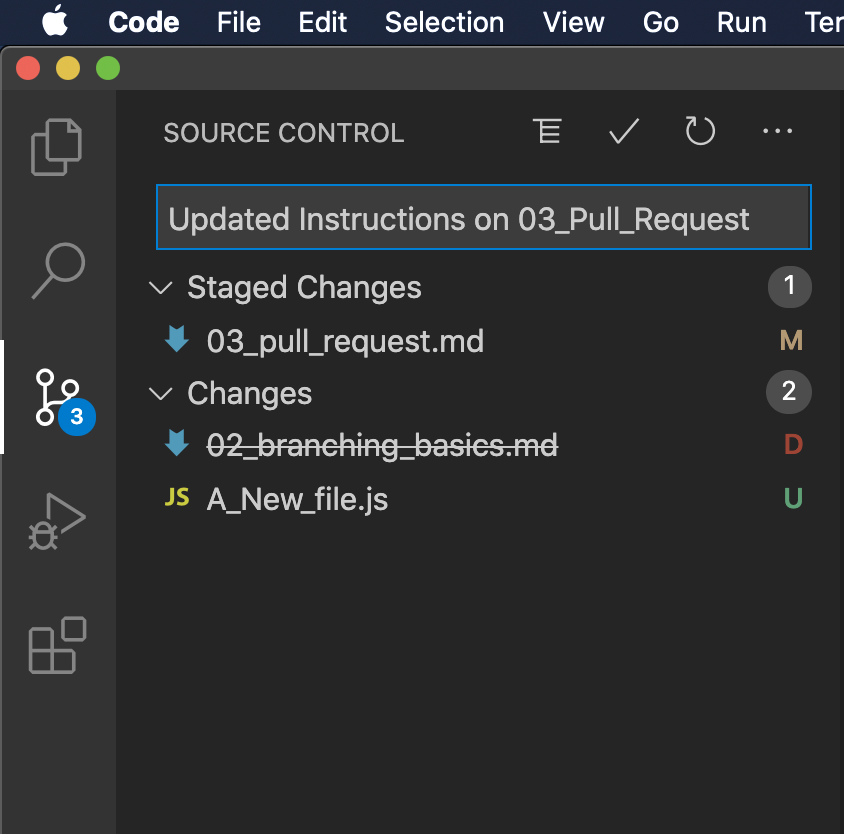 Code File Edit Selection View Go Run Ter
SOURCE CONTROL
Updated Instructions on 03_Pull_Request
Staged Changes 1
03_pull_request.md M
Changes 2
3
02_branching_basics.md D
JS A_New_file.js U